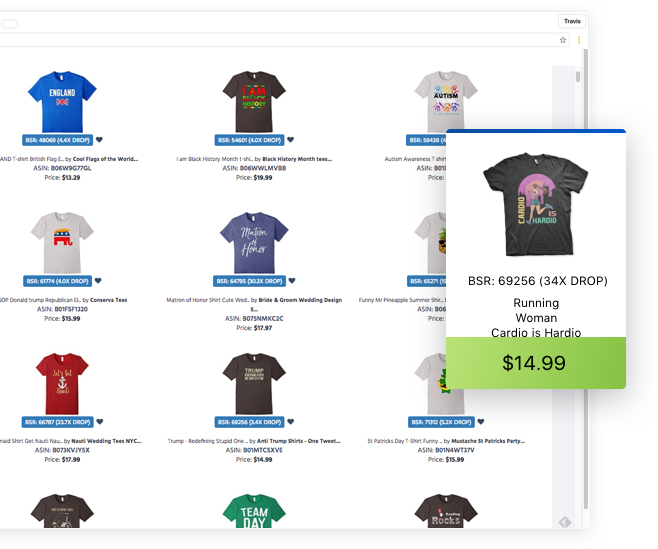 Travis
ENGLAND
I AM
BLACK
HISTORY
AUTISM
BSR: 48069 (4.4X DROP)
BSR: 54601 (4.0X DROP)
BSR: 59438 (4
AND T-shirt British Flag E.. by Cool Flags of the World...
I am Black History Month t-shi.. by Black History Month tees...
Autism Awareness T shirt
ASIN: B06W9G77GL
ASIN: B06WWLMVBB
ASIN: B01
Price: $13.29
Price: $19.99
CARDIO
IS
HARDIO
Matron
of
Honor
BSR: 69256 (34X DROP)
BSR: 61774 (4.0X DROP)
BSR: 64795 (30.3X DROP)
BSR: 65271 (19
GOP Donald trump Republican El.. by Conserva Tees
Matron of Honor Shirt Cute Wed.. by Bride & Groom Wedding Design
s...
Funny Mr Pineapple Summer Shir..
ASIN: B01FSF1320
ASIN: B075NMKC2C
ASIN: B06
Price: $15.99
Price: $17.97
Running
Woman
Cardio is Hardio
$14.99
Let's Get
Nauti
TRUMP
BSR: 66787 (23.7X DROP)
BSR: 69256 (3.4X DROP)
BSR: 71312 (5.2X DROP)
maid Shirt Get Nauti Nau.. by Nauti Wedding Tees NYC...
Trump - Redefining Stupid One .. by Anti Trump Shirts - One Tweet...
St Patricks Day T-Shirt Funny .. by Mustache St Patricks Party...
ASIN: B073KVJYSX
ASIN: B01MTCSXVE
ASIN: B01N4WT37V
Price: $17.99
Price: $14.99
Price: $15.99
TEAM
DAY
Reading
Rocks